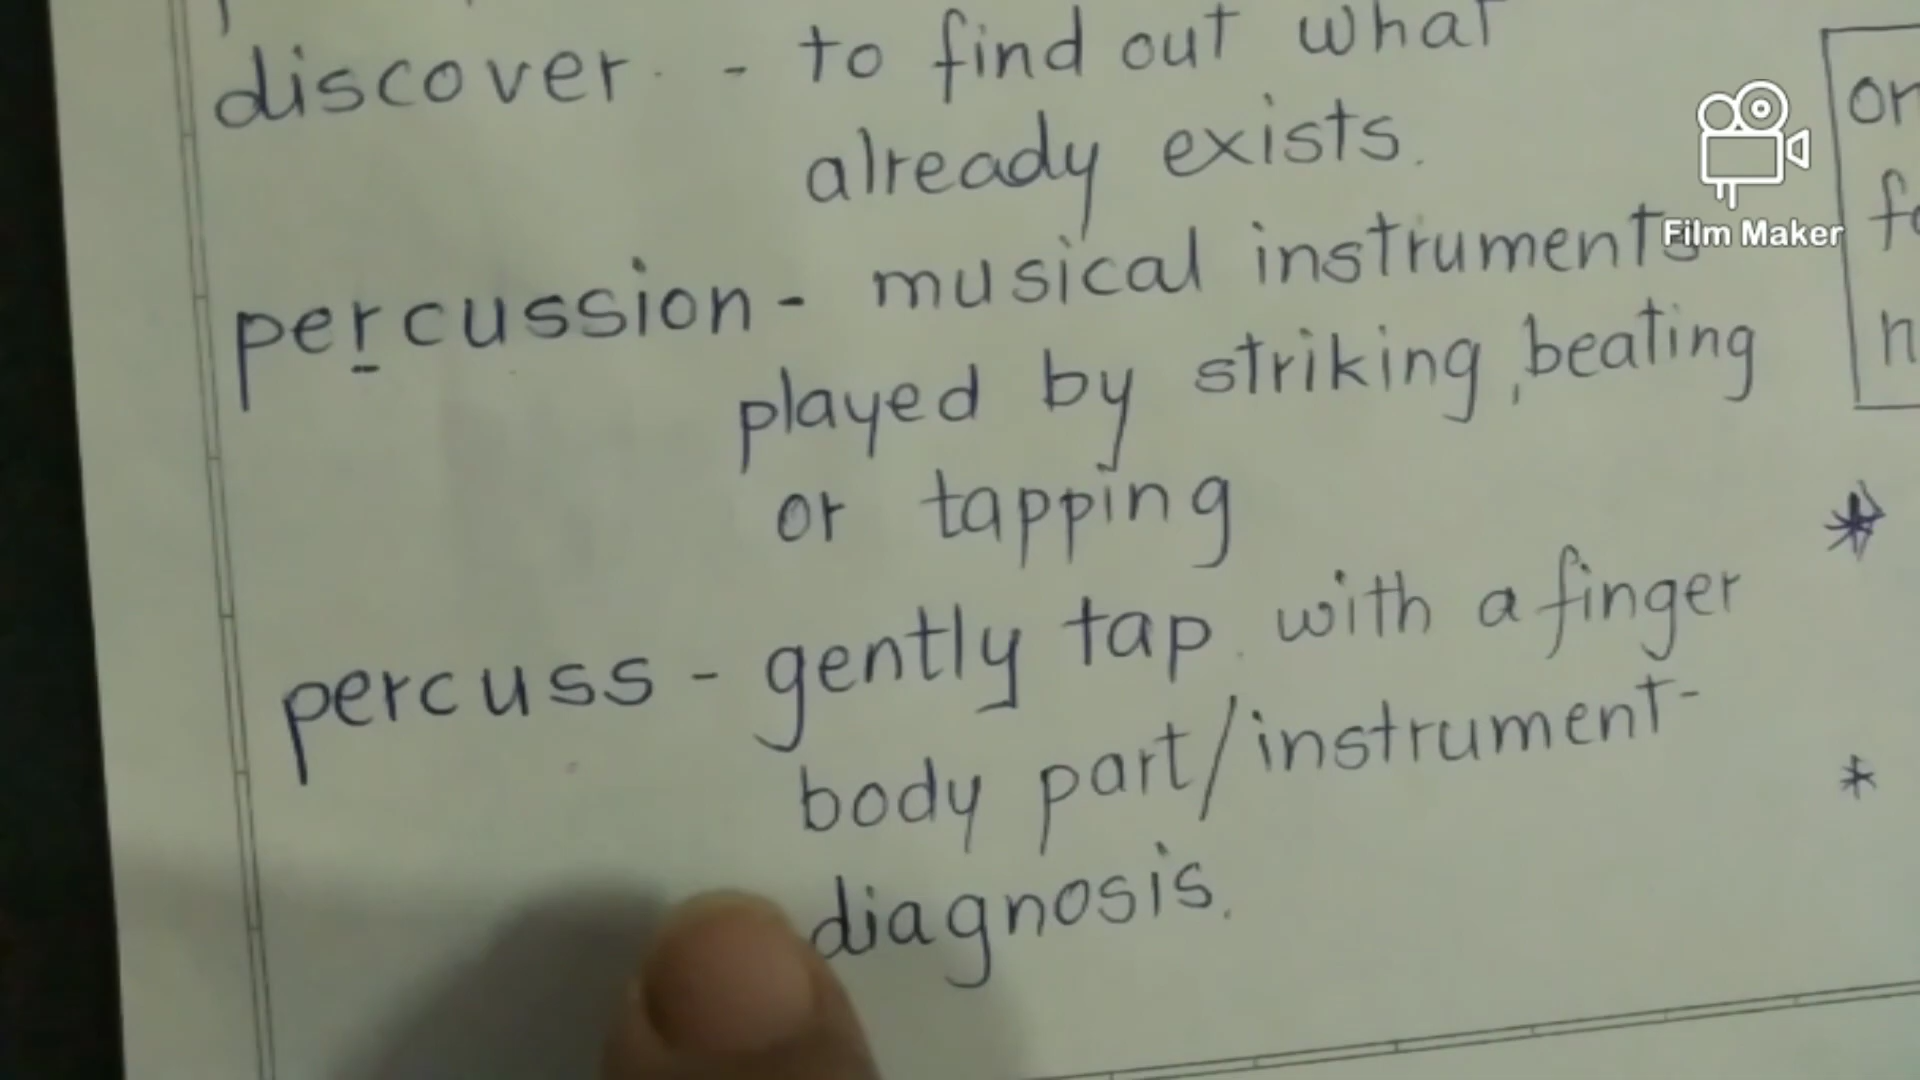 discover - to find out what
already exists.
percussion - musical instruments
played by striking, beating
or tapping
percuss - gently tap with a finger
body part/instrument-
diagnosis.
Film Maker